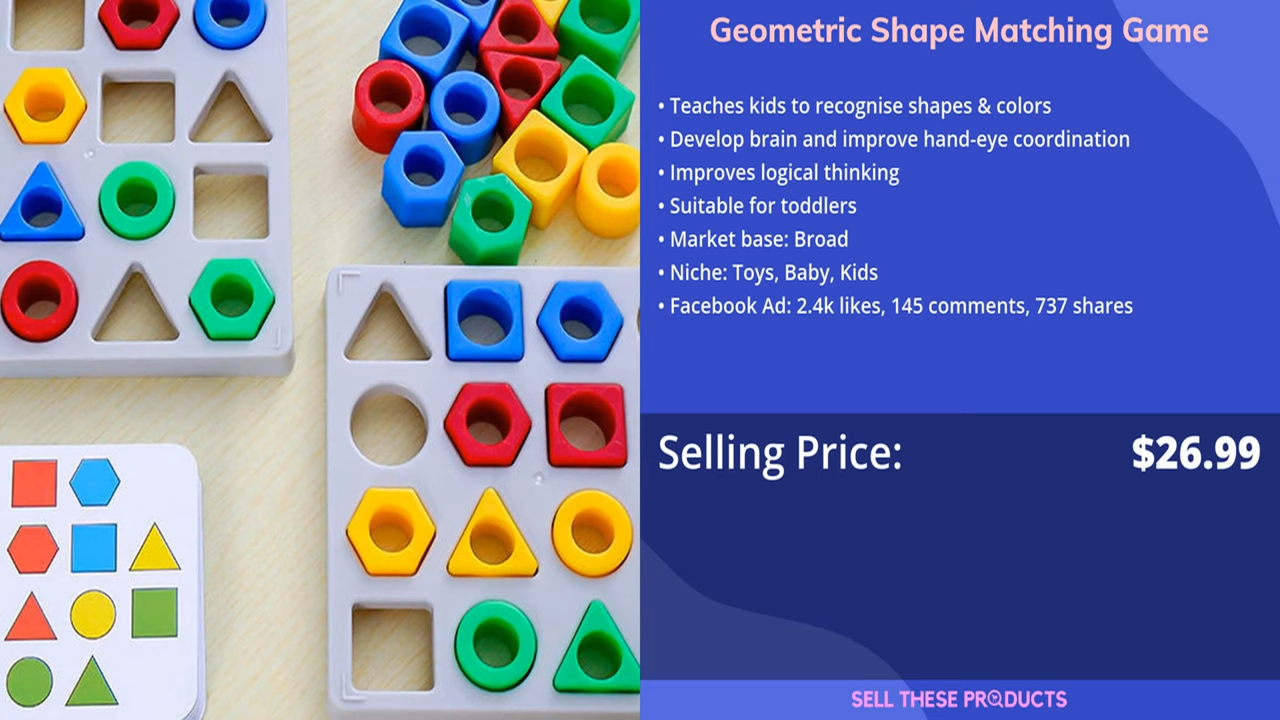 Geometric Shape Matching Game
• Teaches kids to recognise shapes & colors
• Develop brain and improve hand-eye coordination
• Improves logical thinking
• Suitable for toddlers
• Market base: Broad
• Niche: Toys, Baby, Kids
• Facebook Ad: 2.4k likes, 145 comments, 737 shares
Selling Price: $26.99
SELL THESE PRODUCTS